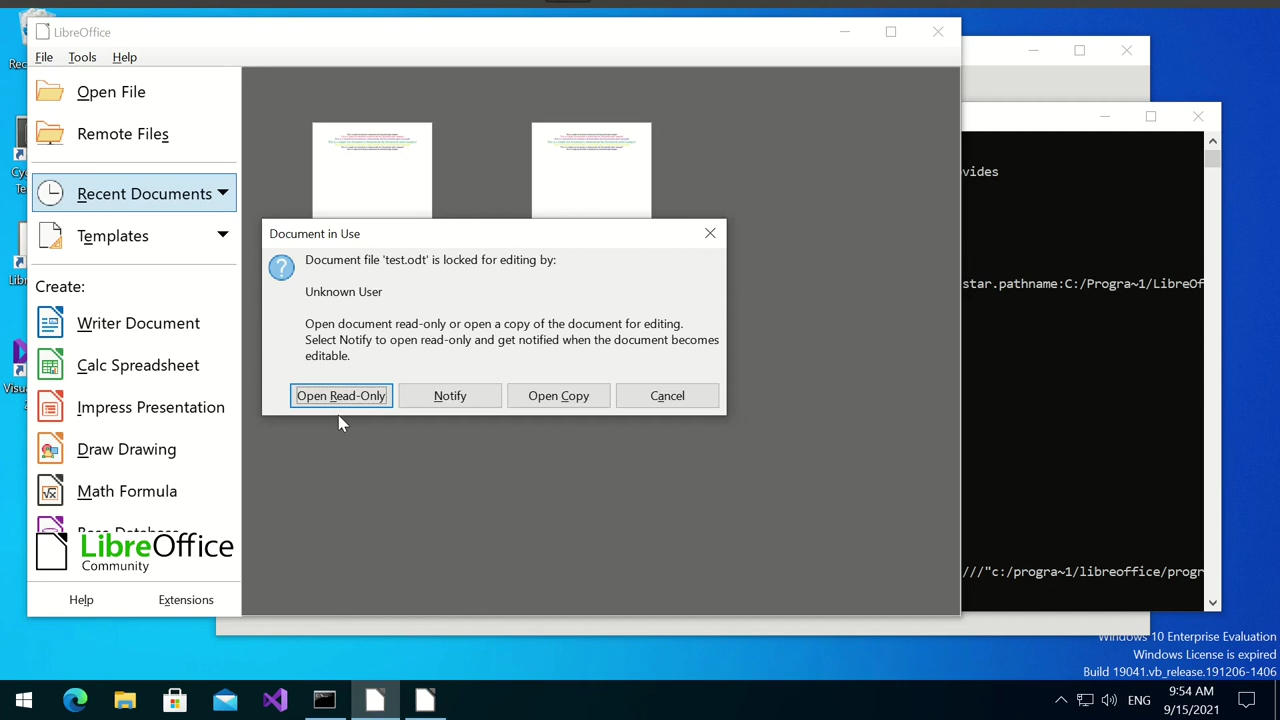 LibreOffice
File Tools Help
Open File
Remote Files
Recent Documents
Templates
Create:
Writer Document
Calc Spreadsheet
Impress Presentation
Draw Drawing
Math Formula
Base Database
LibreOffice
Community
Help Extensions
Document in Use
Document file 'test.odt' is locked for editing by:
Unknown User
Open document read-only or open a copy of the document for editing.
Select Notify to open read-only and get notified when the document becomes
editable.
Open Read-Only Notify Open Copy Cancel
vides
star.pathname:C:/Progra~1/LibreOf
///"c:/progra~1/libreoffice/progr
Windows 10 Enterprise Evaluation
Windows License is expired
Build 19041.vb_release.191206-1406
ENG
9:54 AM
9/15/2021